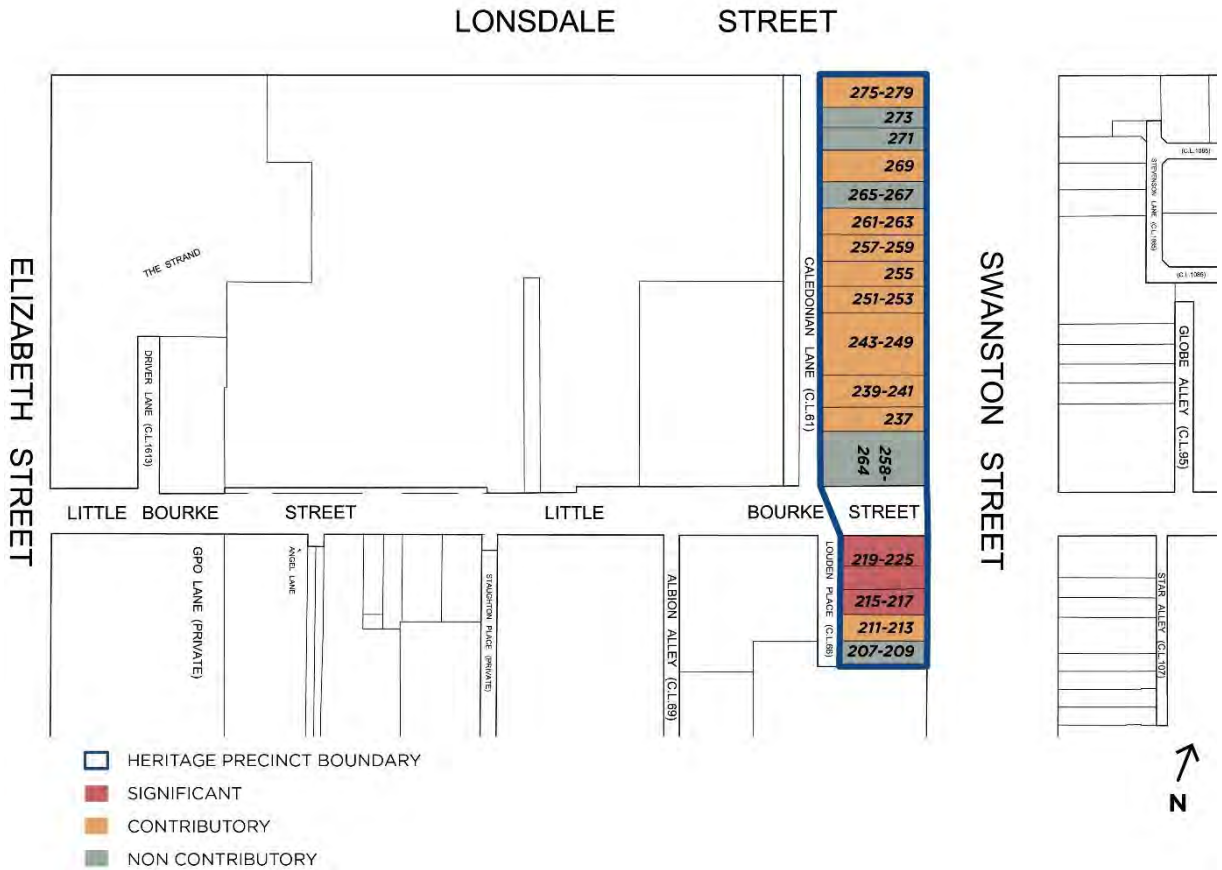 LONSDALE STREET
275-279
273
271
269
265-267
261-263
257-259
255
251-253
243-249
239-241
237
258-
264
ELIZABETH STREET
THE STRAND
DRIVER LANE (C.L.1613)
CALEDONIAN LANE (C.L.61)
SWANSTON STREET
STEVENSON LANE (C.L.1085)
(C.L.1085)
(C.L.1085)
GLOBE ALLEY (C.L.95)
LITTLE BOURKE STREET LITTLE BOURKE STREET
GPO LANE (PRIVATE)
ANGEL LANE
STAUGHTON PLACE (PRIVATE)
ALBION ALLEY (C.L.69)
LOUDEN PLACE (C.L.68)
219-225
215-217
211-213
207-209
STAR ALLEY (C.L.107)
HERITAGE PRECINCT BOUNDARY
SIGNIFICANT
CONTRIBUTORY
NON CONTRIBUTORY
N